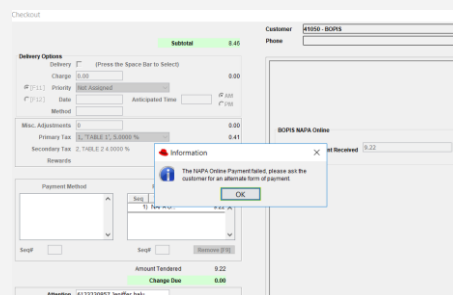 Checkout
Customer 41050 - BOPIS
Subtotal 8.46
Phone
Delivery Options
Delivery (Press the Space Bar to Select)
Charge 0.00 0.00
[F11] Priority Not Assigned
[F12] Date Anticipated Time AM
PM
Method
Misc. Adjustments 0 0.00
BOPIS NAPA Online
Primary Tax 1, "TABLE 1", 5.0000 % 0.41
Secondary Tax 2, TABLE 2 4.0000 %
Received 9.22
Rewards
Information
The NAPA Online Payment failed, please ask the
customer for an alternate form of payment.
OK
Payment Method
Seq
9.22
Seq# Seq# Remove [F5]
Amount Tendered 9.22
Change Due 0.00
Attention